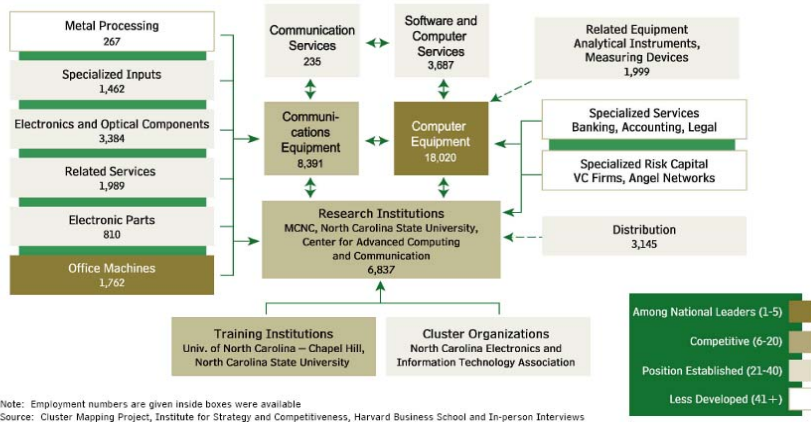 Metal Processing
267
Specialized Inputs
1,462
Electronics and Optical Components
3,384
Related Services
1,989
Electronic Parts
810
Office Machines
1,762
Communication
Services
235
Software and
Computer
Services
3,687
Related Equipment
Analytical Instruments,
Measuring Devices
1,999
Communi-
cations
Equipment
8,391
Computer
Equipment
18,020
Specialized Services
Banking, Accounting, Legal
Specialized Risk Capital
VC Firms, Angel Networks
Research Institutions
MCNC, North Carolina State University,
Center for Advanced Computing
and Communication
6,837
Distribution
3,145
Training Institutions
Univ. of North Carolina – Chapel Hill,
North Carolina State University
Cluster Organizations
North Carolina Electronics and
Information Technology Association
Among National Leaders (1-5)
Competitive (6-20)
Position Established (21-40)
Less Developed (41+)
Note: Employment numbers are given inside boxes were available
Source: Cluster Mapping Project, Institute for Strategy and Competitiveness, Harvard Business School and In-person Interviews